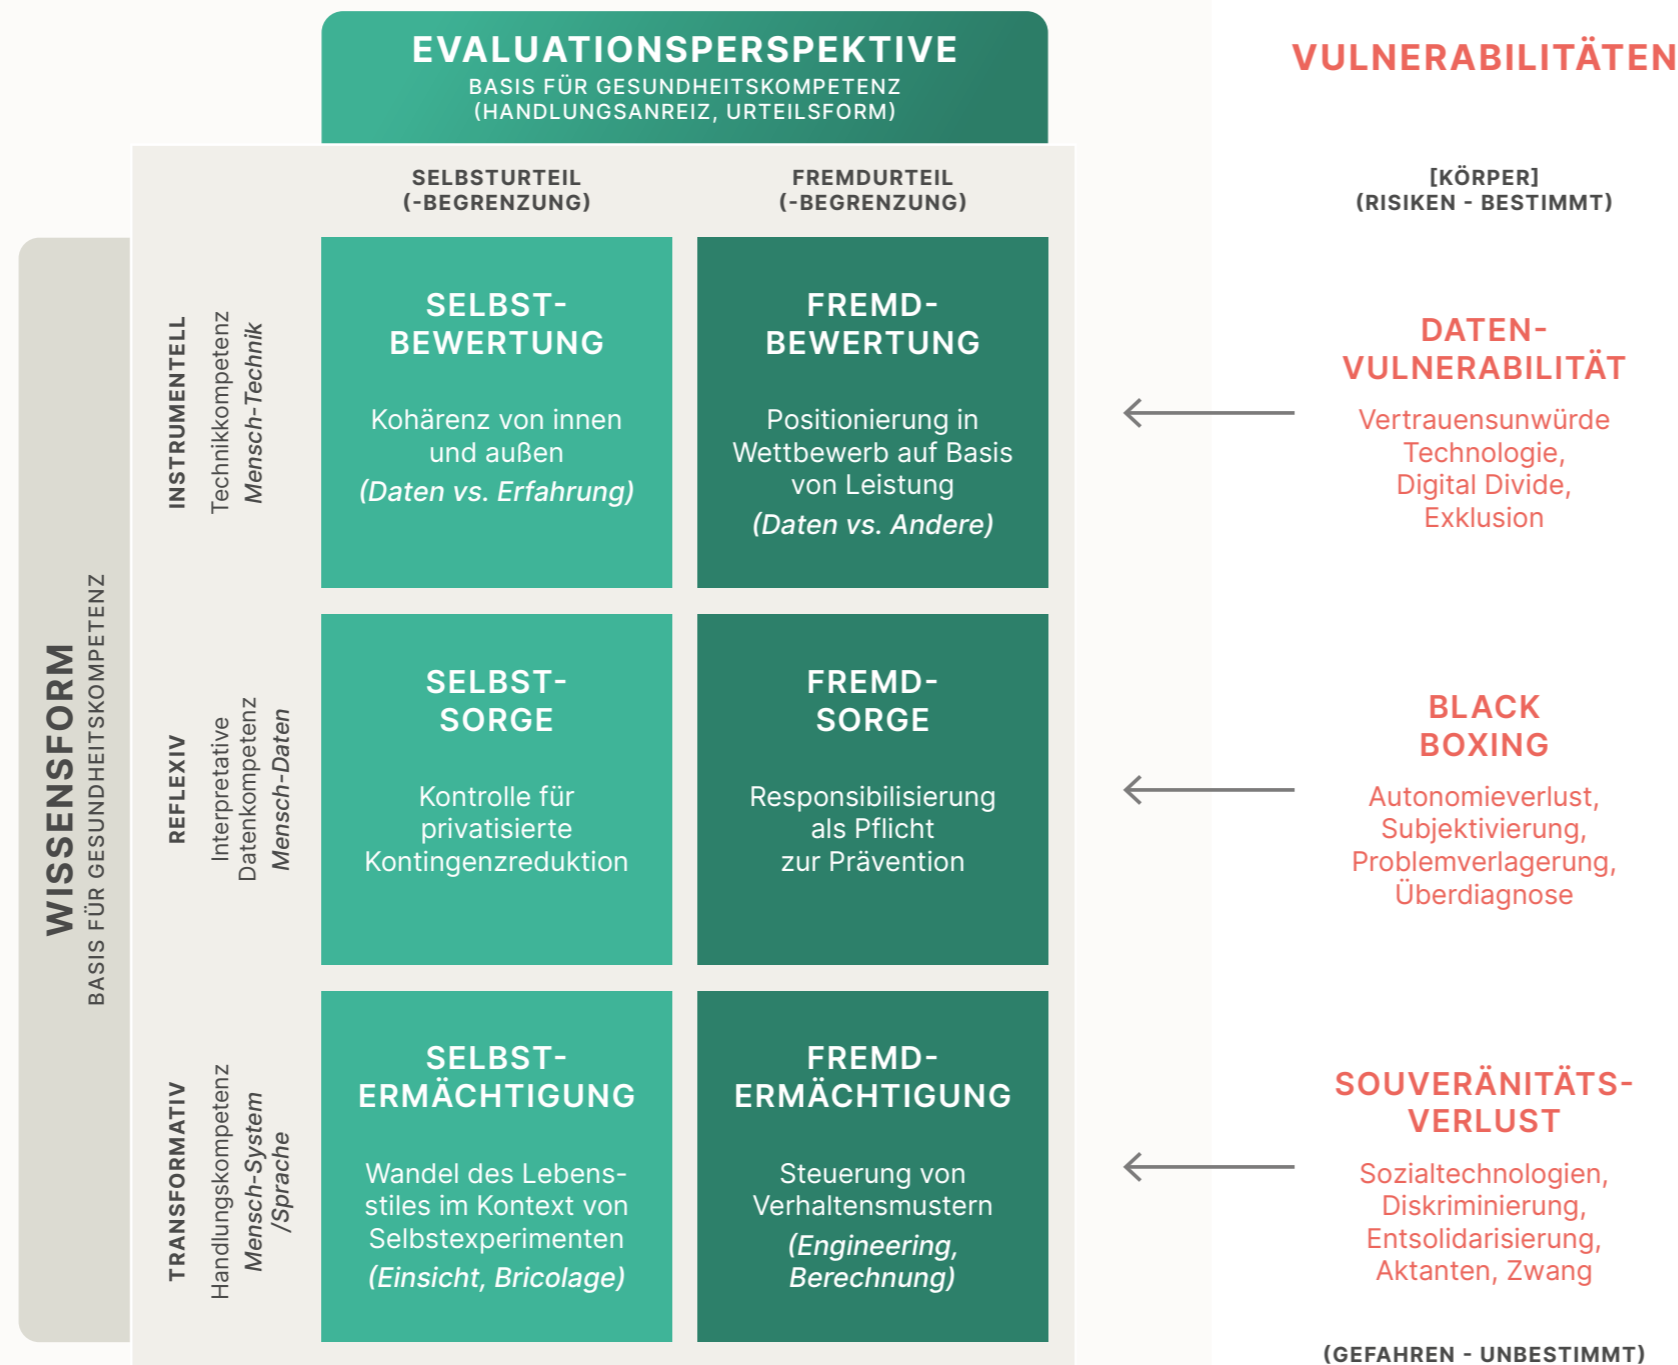 EVALUATIONSPERSPEKTIVE
BASIS FÜR GESUNDHEITSKOMPETENZ
(HANDLUNGSANREIZ, URTEILSFORM)
VULNERABILITÄTEN
SELBSTURTEIL
(-BEGRENZUNG)
FREMDURTEIL
(-BEGRENZUNG)
[KÖRPER]
(RISIKEN - BESTIMMT)
WISSENSFORM
BASIS FÜR GESUNDHEITSKOMPETENZ
INSTRUMENTELL
Technikkompetenz
Mensch-Technik
SELBST-
BEWERTUNG
Kohärenz von innen
und außen
(Daten vs. Erfahrung)
FREMD-
BEWERTUNG
Positionierung in
Wettbewerb auf Basis
von Leistung
(Daten vs. Andere)
DATEN-
VULNERABILITÄT
Vertrauensunwürde
Technologie,
Digital Divide,
Exklusion
REFLEXIV
Interpretative
Datenkompetenz
Mensch-Daten
SELBST-
SORGE
Kontrolle für
privatisierte
Kontingenzreduktion
FREMD-
SORGE
Responsibilisierung
als Pflicht
zur Prävention
BLACK
BOXING
Autonomieverlust,
Subjektivierung,
Problemverlagerung,
Überdiagnose
TRANSFORMATIV
Handlungskompetenz
Mensch-System
/Sprache
SELBST-
ERMÄCHTIGUNG
Wandel des Lebens-
stiles im Kontext von
Selbstexperimenten
(Einsicht, Bricolage)
FREMD-
ERMÄCHTIGUNG
Steuerung von
Verhaltensmustern
(Engineering,
Berechnung)
SOUVERÄNITÄTS-
VERLUST
Sozialtechnologien,
Diskriminierung,
Entsolidarisierung,
Aktanten, Zwang
(GEFAHREN - UNBESTIMMT)